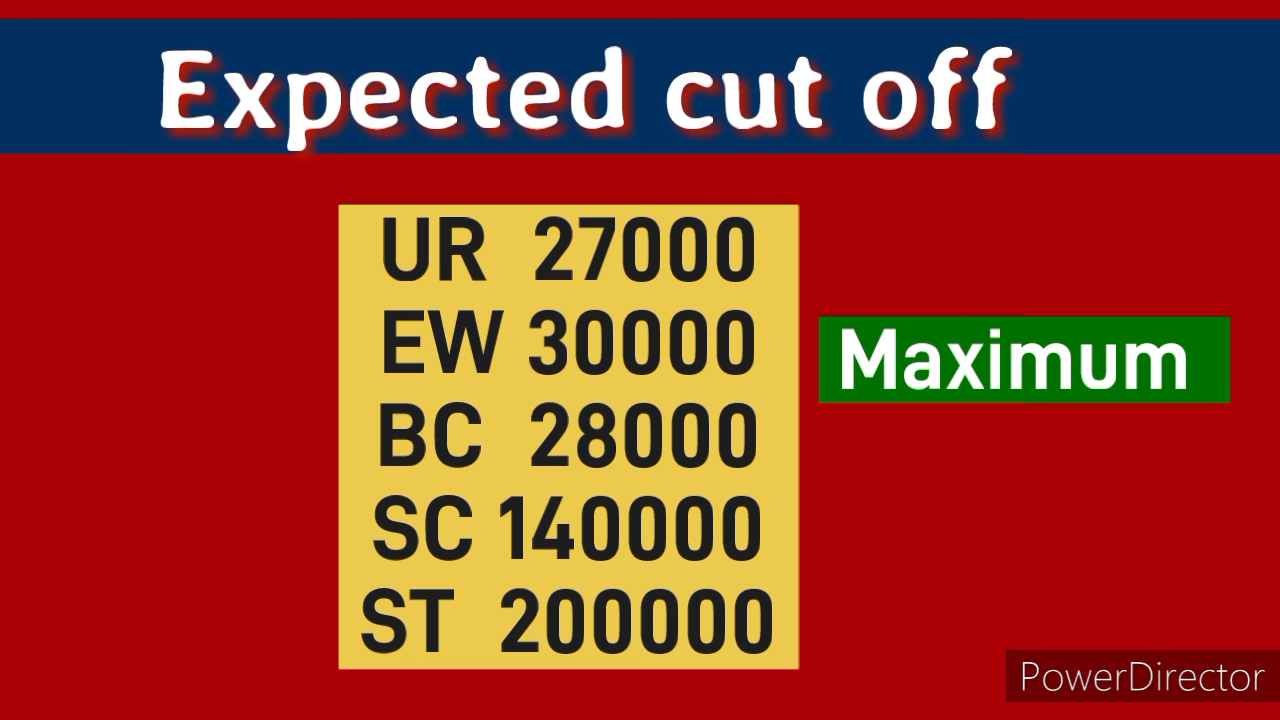 Expected cut off
UR 27000
EW 30000
BC 28000
SC 140000
ST 200000
Maximum
PowerDirector